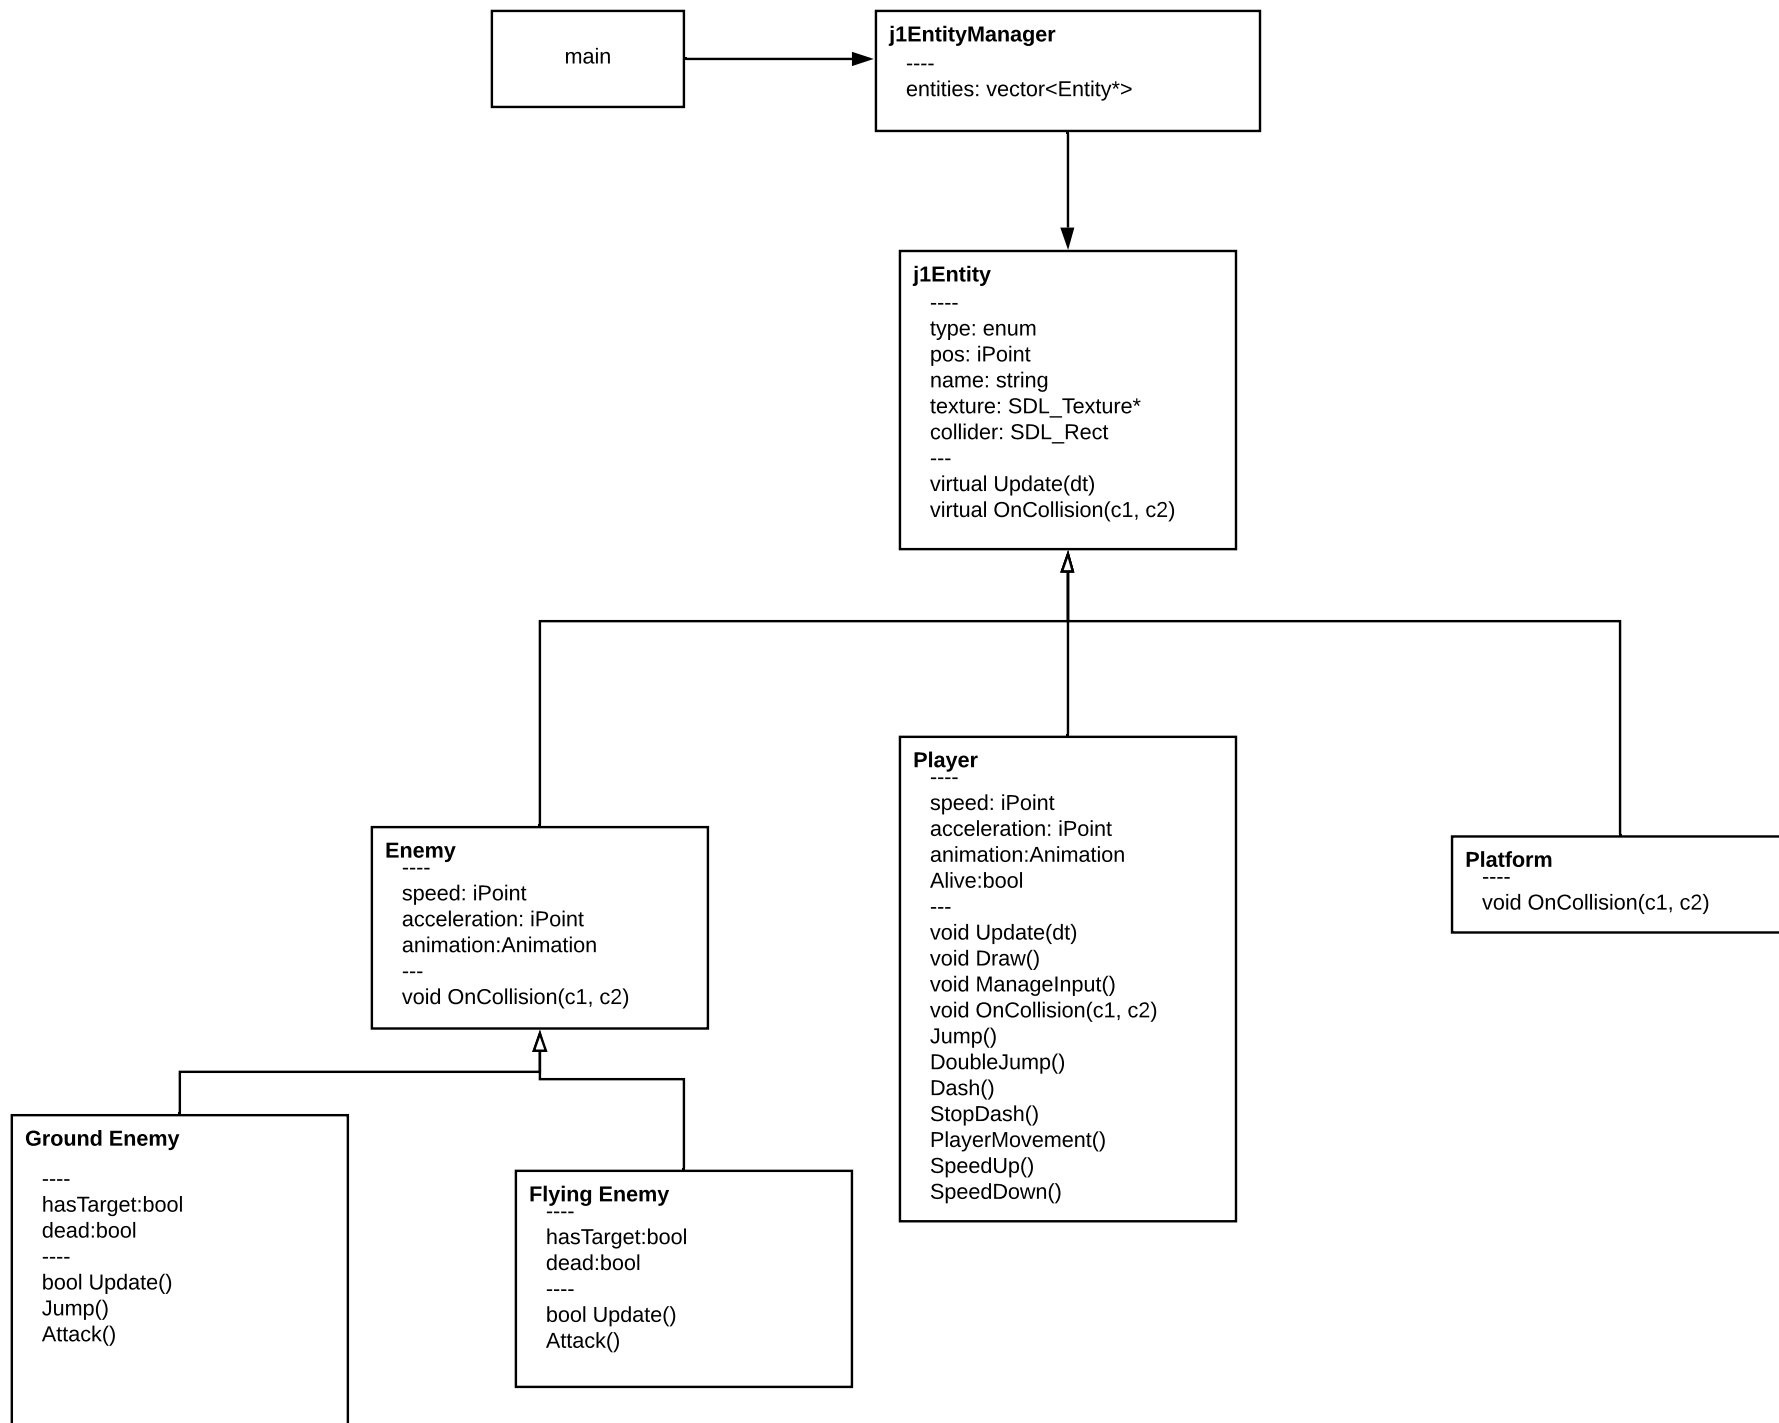 main
j1EntityManager
----
entities: vector<Entity*>
j1Entity
----
type: enum
pos: iPoint
name: string
texture: SDL_Texture*
collider: SDL_Rect
---
virtual Update(dt)
virtual OnCollision(c1, c2)
Enemy
----
speed: iPoint
acceleration: iPoint
animation:Animation
---
void OnCollision(c1, c2)
Player
----
speed: iPoint
acceleration: iPoint
animation:Animation
Alive:bool
---
void Update(dt)
void Draw()
void ManageInput()
void OnCollision(c1, c2)
Jump()
DoubleJump()
Dash()
StopDash()
PlayerMovement()
SpeedUp()
SpeedDown()
Platform
----
void OnCollision(c1, c2)
Ground Enemy
----
hasTarget:bool
dead:bool
----
bool Update()
Jump()
Attack()
Flying Enemy
----
hasTarget:bool
dead:bool
----
bool Update()
Attack()